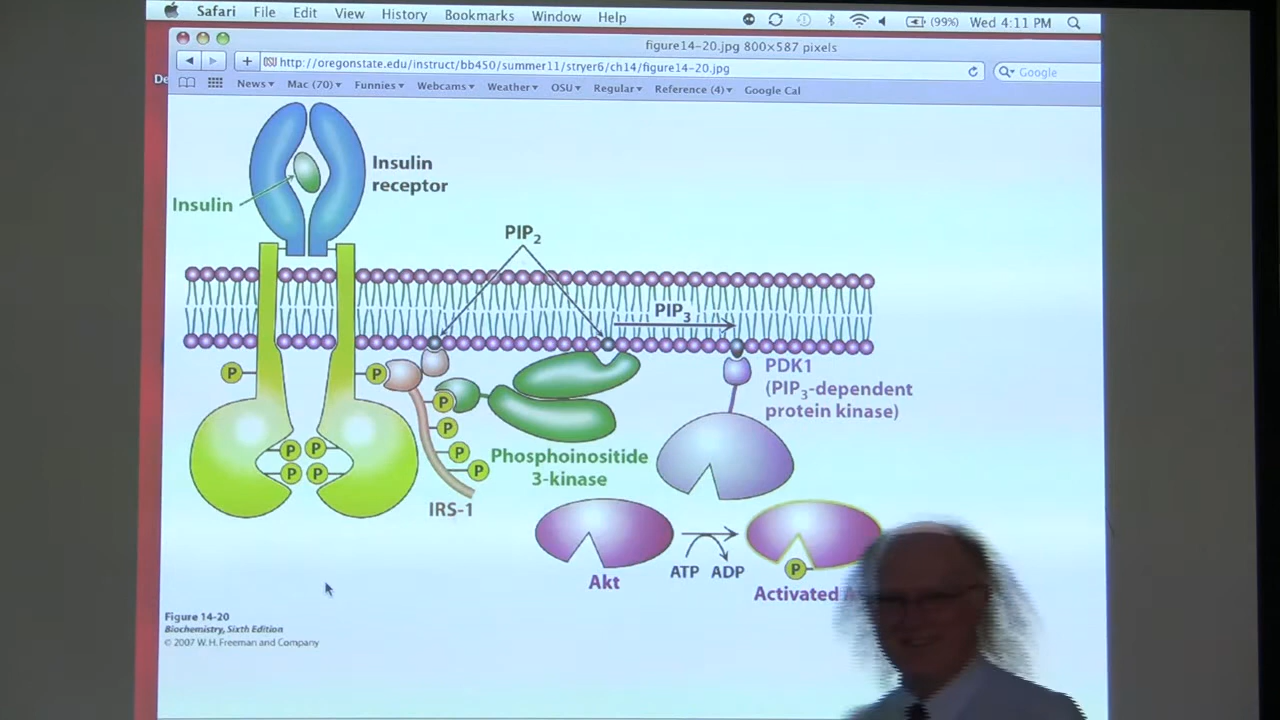 Safari File Edit View History Bookmarks Window Help (99%) Wed 4:11 PM
figure14-20.jpg 800×587 pixels
OSU http://oregonstate.edu/instruct/bb450/summer11/stryer6/ch14/figure14-20.jpg Google
De
News Mac (70) Funnies Webcams Weather OSU Regular Reference (4) Google Cal
Insulin
receptor
Insulin
PIP2
PIP3
P
P
PDK1
(PIP3-dependent
protein kinase)
P
P
P
P
P
P
P
P
Phosphoinositide
3-kinase
IRS-1
Akt
ATP ADP
P
Activated
Figure 14-20
Biochemistry, Sixth Edition
© 2007 W. H. Freeman and Company